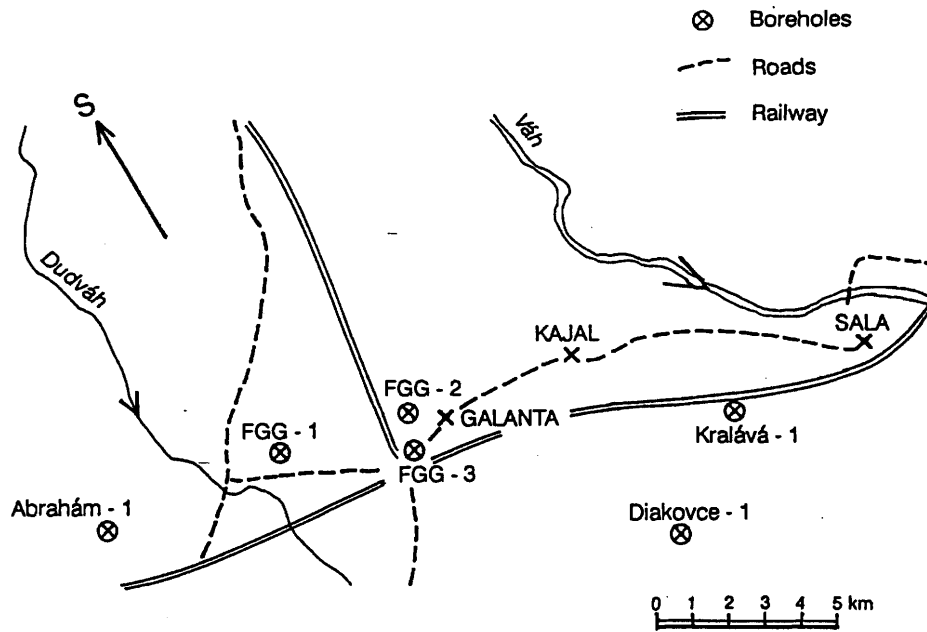 Boreholes
Roads
Railway
S
Váh
Dudváh
SALA
KAJAL
FGG - 2
GALANTA
FGG - 1
Kralává - 1
FGG - 3
Abrahám - 1
Diakovce - 1
0 1 2 3 4 5 km